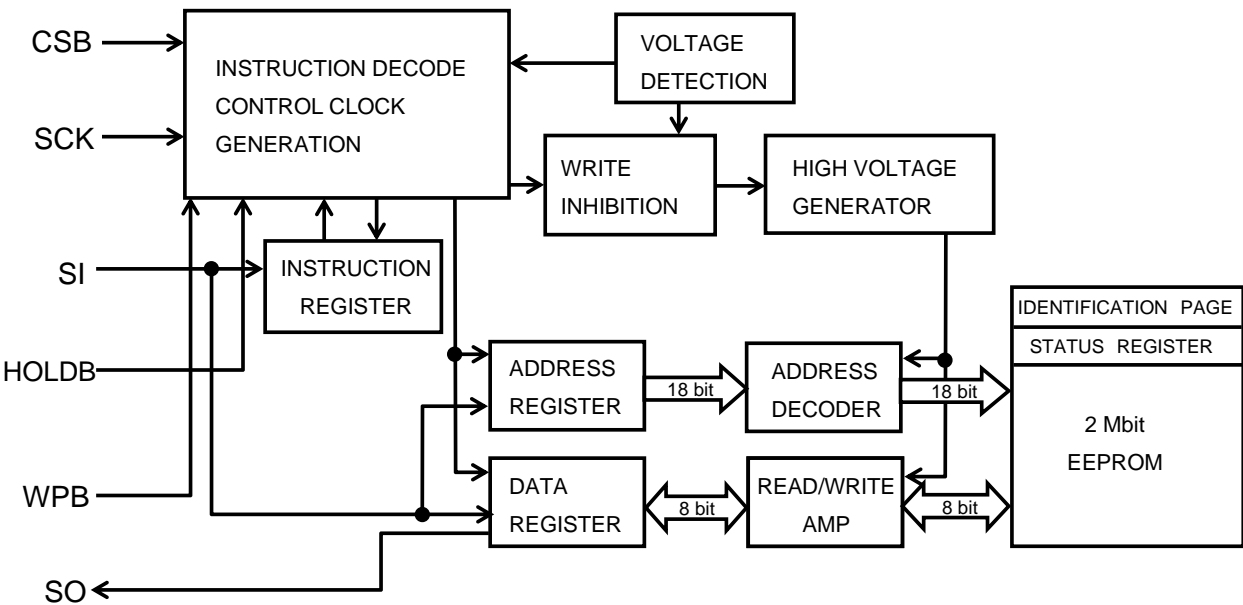 CSB
SCK
SI
HOLDB
WPB
SO
INSTRUCTION DECODE
CONTROL CLOCK
GENERATION
VOLTAGE
DETECTION
WRITE
INHIBITION
HIGH VOLTAGE
GENERATOR
INSTRUCTION
REGISTER
ADDRESS
REGISTER
18 bit
ADDRESS
DECODER
18 bit
DATA
REGISTER
8 bit
READ/WRITE
AMP
8 bit
IDENTIFICATION PAGE
STATUS REGISTER
2 Mbit
EEPROM